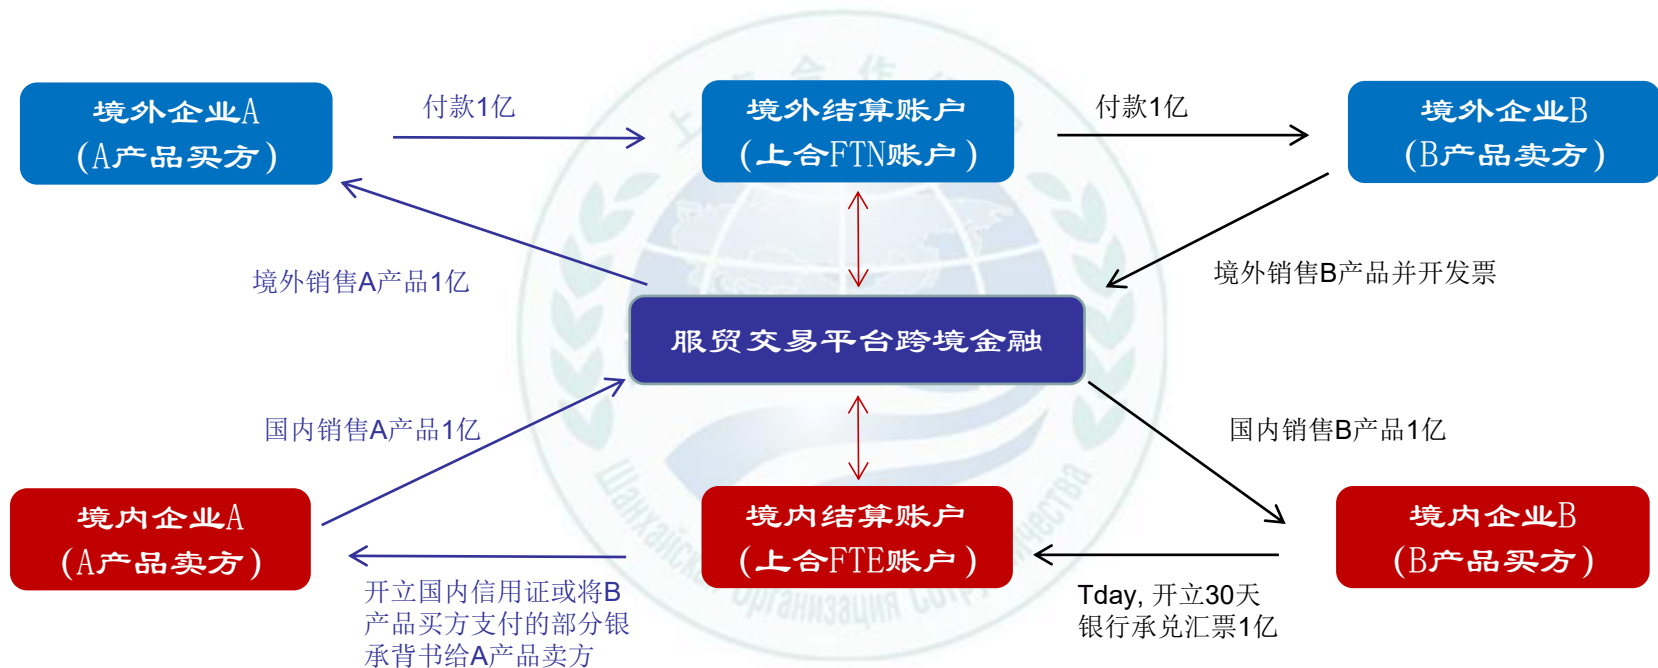 境外企业A
(A产品买方)
付款1亿
境外结算账户
(上合FTN账户)
付款1亿
境外企业B
(B产品卖方)
境外销售A产品1亿
境外销售B产品并开发票
服贸交易平台跨境金融
国内销售A产品1亿
国内销售B产品1亿
境内企业A
(A产品卖方)
境内结算账户
(上合FTE账户)
境内企业B
(B产品买方)
开立国内信用证或将B
产品买方支付的部分银
承背书给A产品卖方
Tday, 开立30天
银行承兑汇票1亿